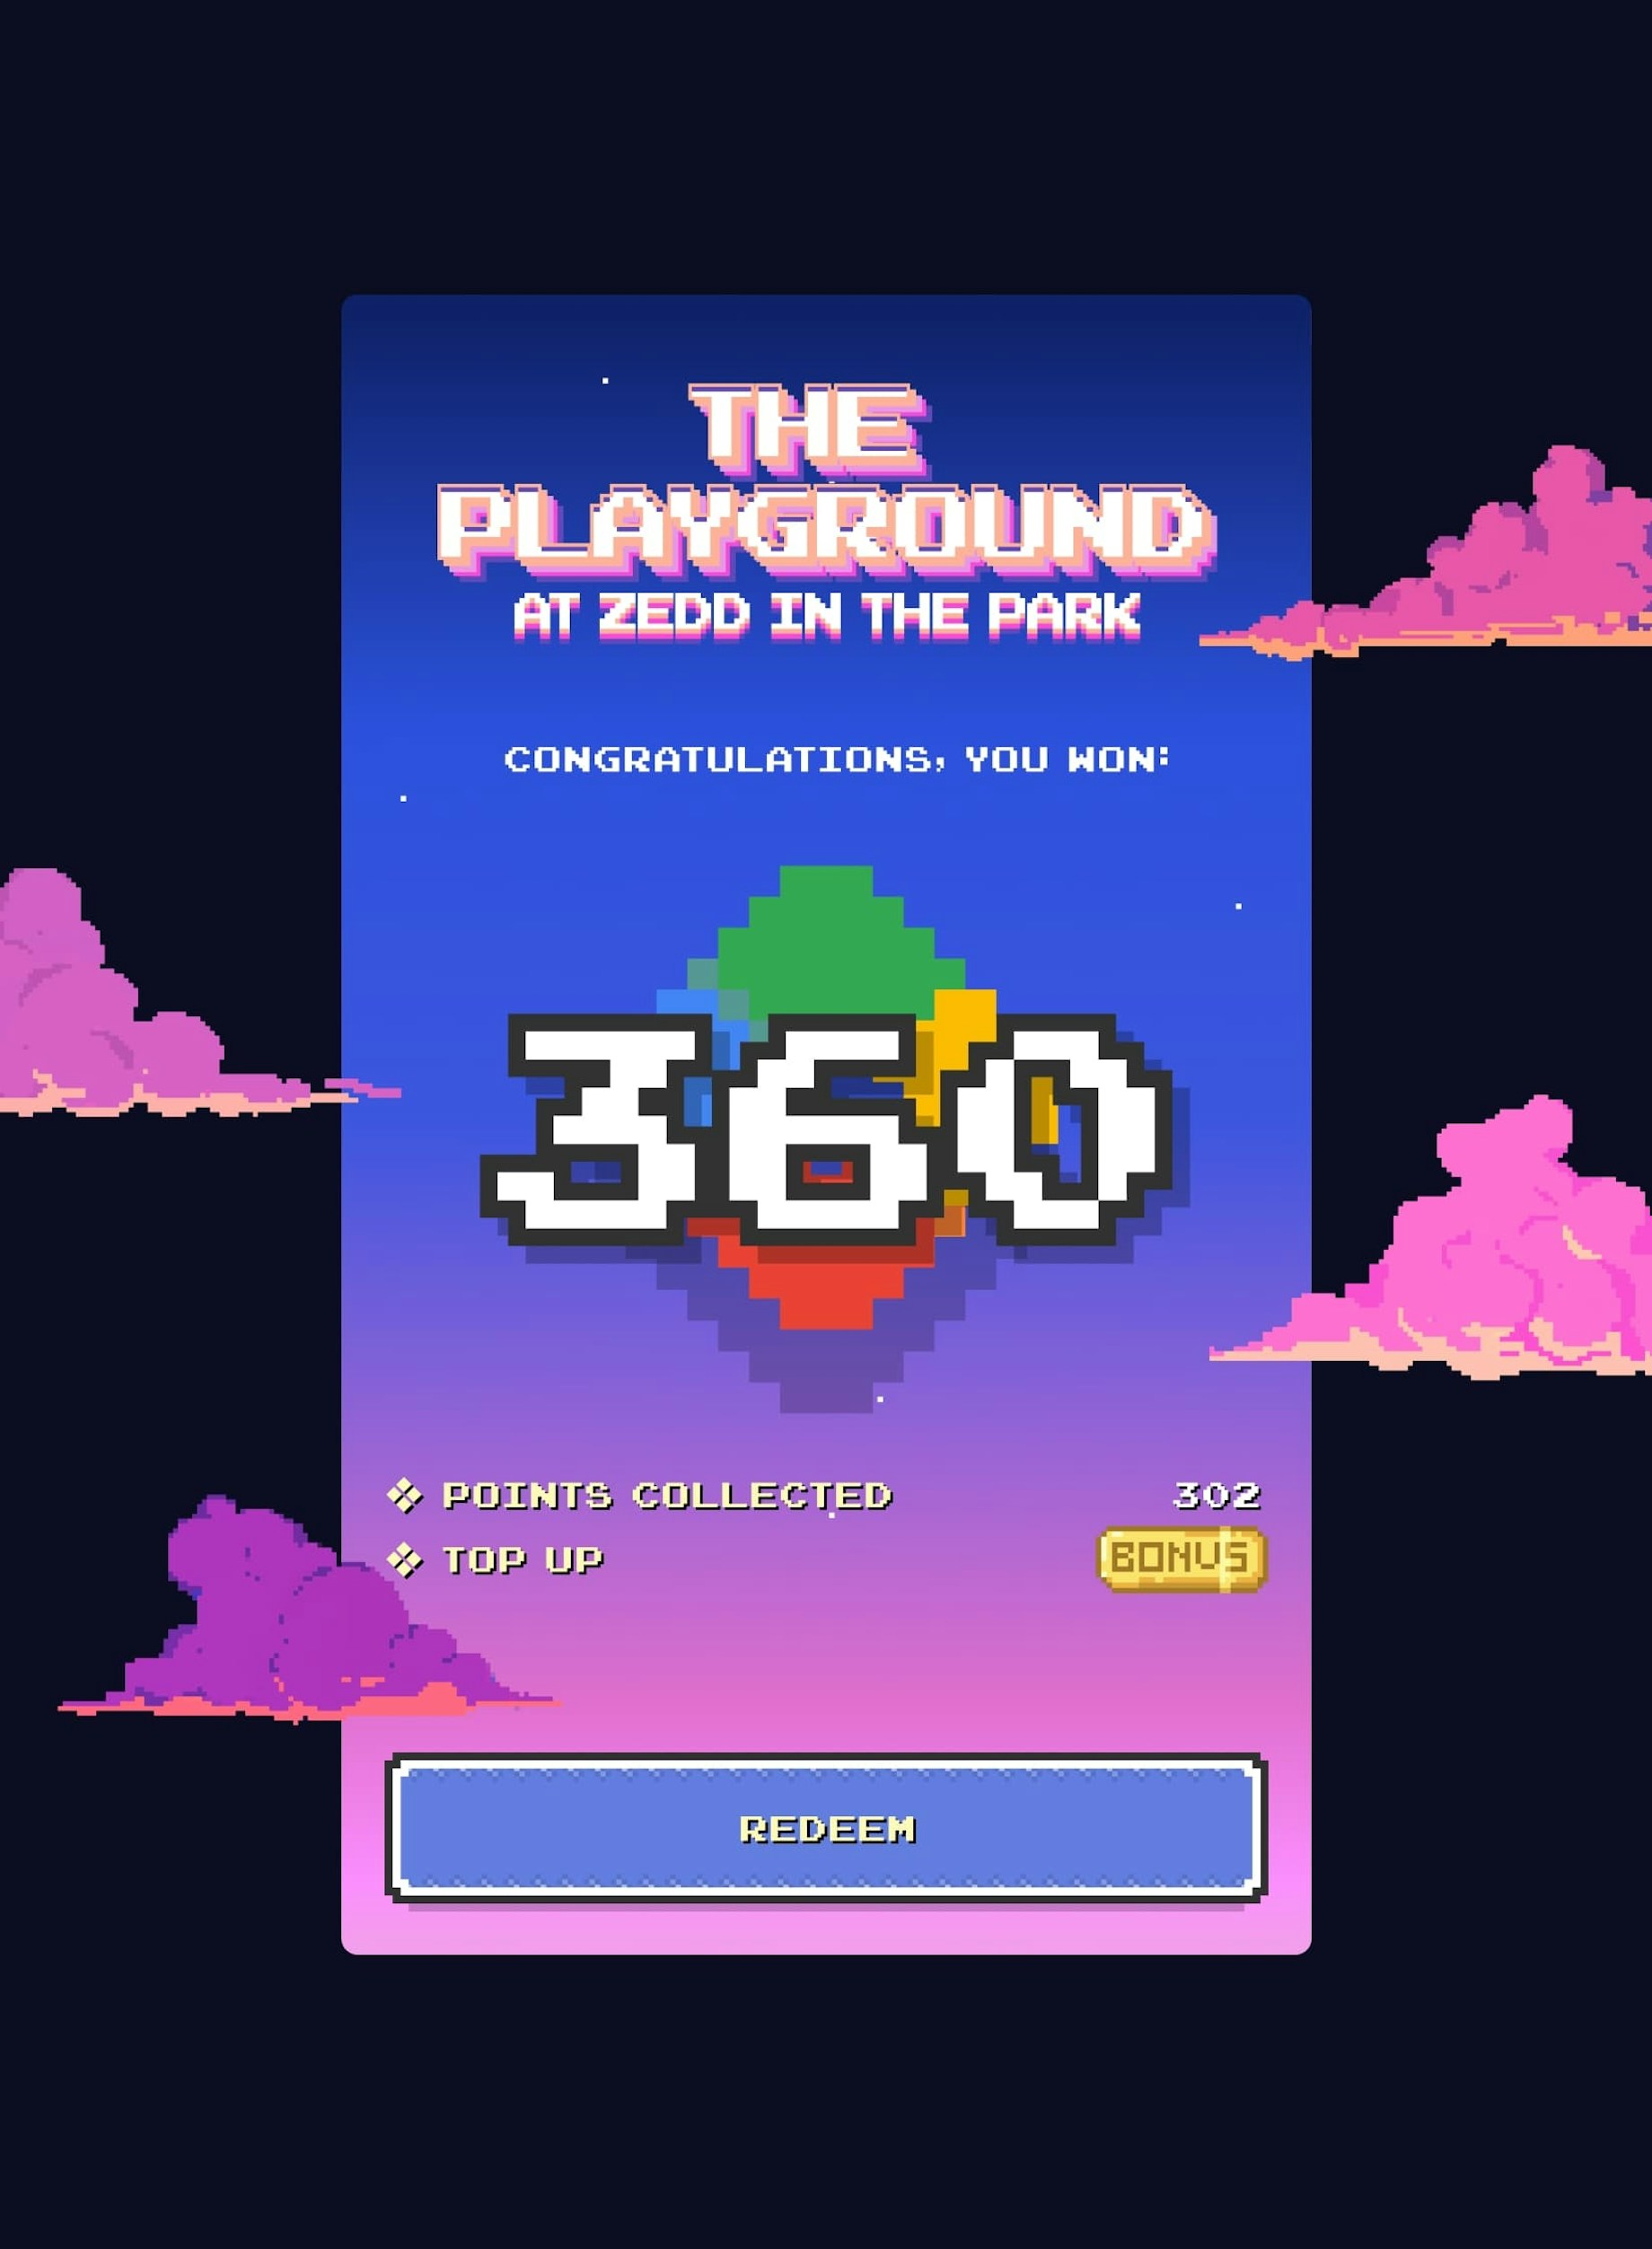 THE
PLAYGROUND
AT ZEDD IN THE PARK
CONGRATULATIONS, YOU WON:
360
❖ POINTS COLLECTED 302
❖ TOP UP BONUS
REDEEM